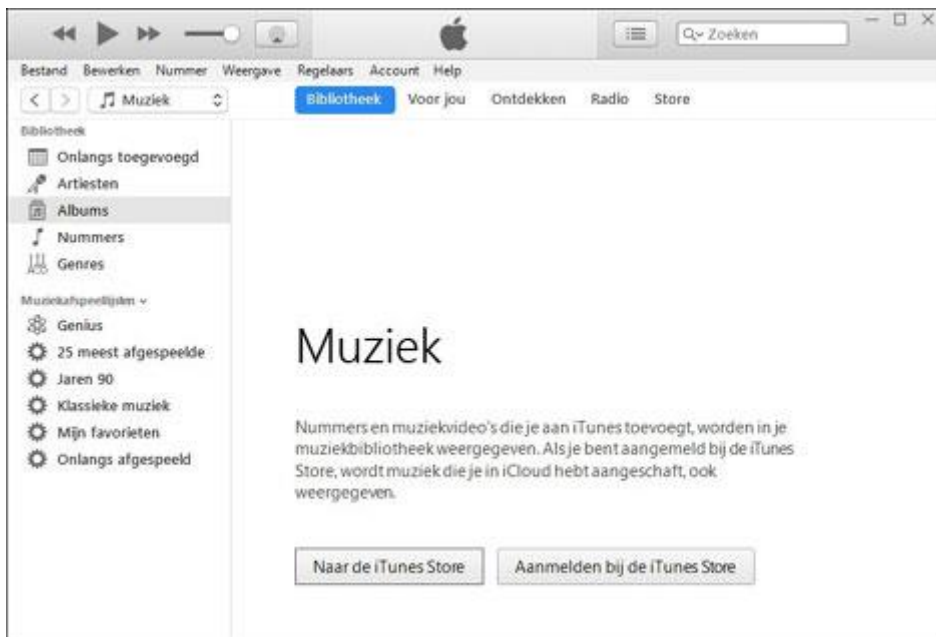 Zoeken
Bestand Bewerken Nummer Weergave Regelaars Account Help
Muziek Bibliotheek Voor jou Ontdekken Radio Store
Bibliotheek
Onlangs toegevoegd
Artiesten
Albums
Nummers
Genres
Muziekafspeellijsten
Genius
25 meest afgespeelde
Jaren 90
Klassieke muziek
Mijn favorieten
Onlangs afgespeeld
Muziek
Nummers en muziekvideo's die je aan iTunes toevoegt, worden in je
muziekbibliotheek weergegeven. Als je bent aangemeld bij de iTunes
Store, wordt muziek die je in iCloud hebt aangeschaft, ook
weergegeven.
Naar de iTunes Store Aanmelden bij de iTunes Store